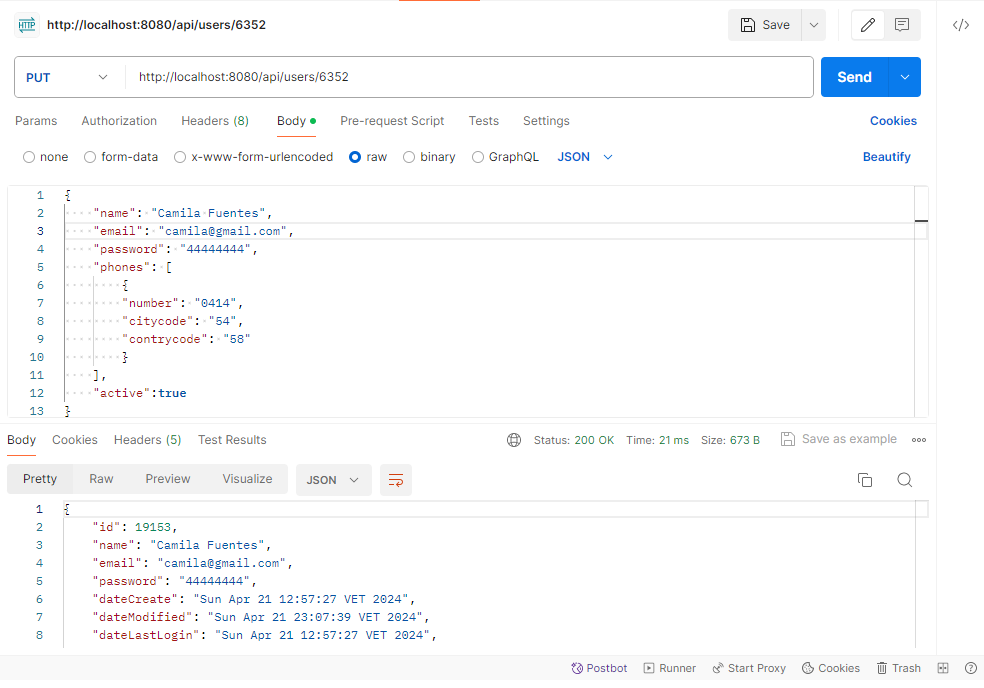 HTTP http://localhost:8080/api/users/6352 Save
PUT http://localhost:8080/api/users/6352 Send
Params Authorization Headers (8) Body Pre-request Script Tests Settings Cookies
none form-data x-www-form-urlencoded raw binary GraphQL JSON Beautify
1 {
2 "name": "Camila Fuentes",
3 "email": "camila@gmail.com",
4 "password": "44444444",
5 "phones": [
6 {
7 "number": "0414",
8 "citycode": "54",
9 "contrycode": "58"
10 }
11 ],
12 "active":true
13 }
Body Cookies Headers (5) Test Results Status: 200 OK Time: 21 ms Size: 673 B Save as example
Pretty Raw Preview Visualize JSON
1 {
2 "id": 19153,
3 "name": "Camila Fuentes",
4 "email": "camila@gmail.com",
5 "password": "44444444",
6 "dateCreate": "Sun Apr 21 12:57:27 VET 2024",
7 "dateModified": "Sun Apr 21 23:07:39 VET 2024",
8 "dateLastLogin": "Sun Apr 21 12:57:27 VET 2024",
Postbot Runner Start Proxy Cookies Trash